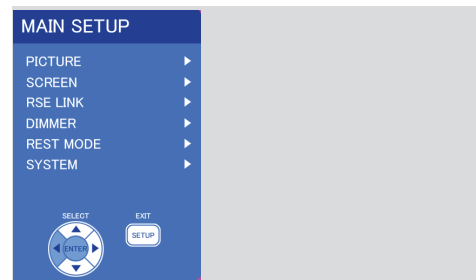 MAIN SETUP
PICTURE
SCREEN
RSE LINK
DIMMER
REST MODE
SYSTEM
SELECT EXIT
ENTER SETUP